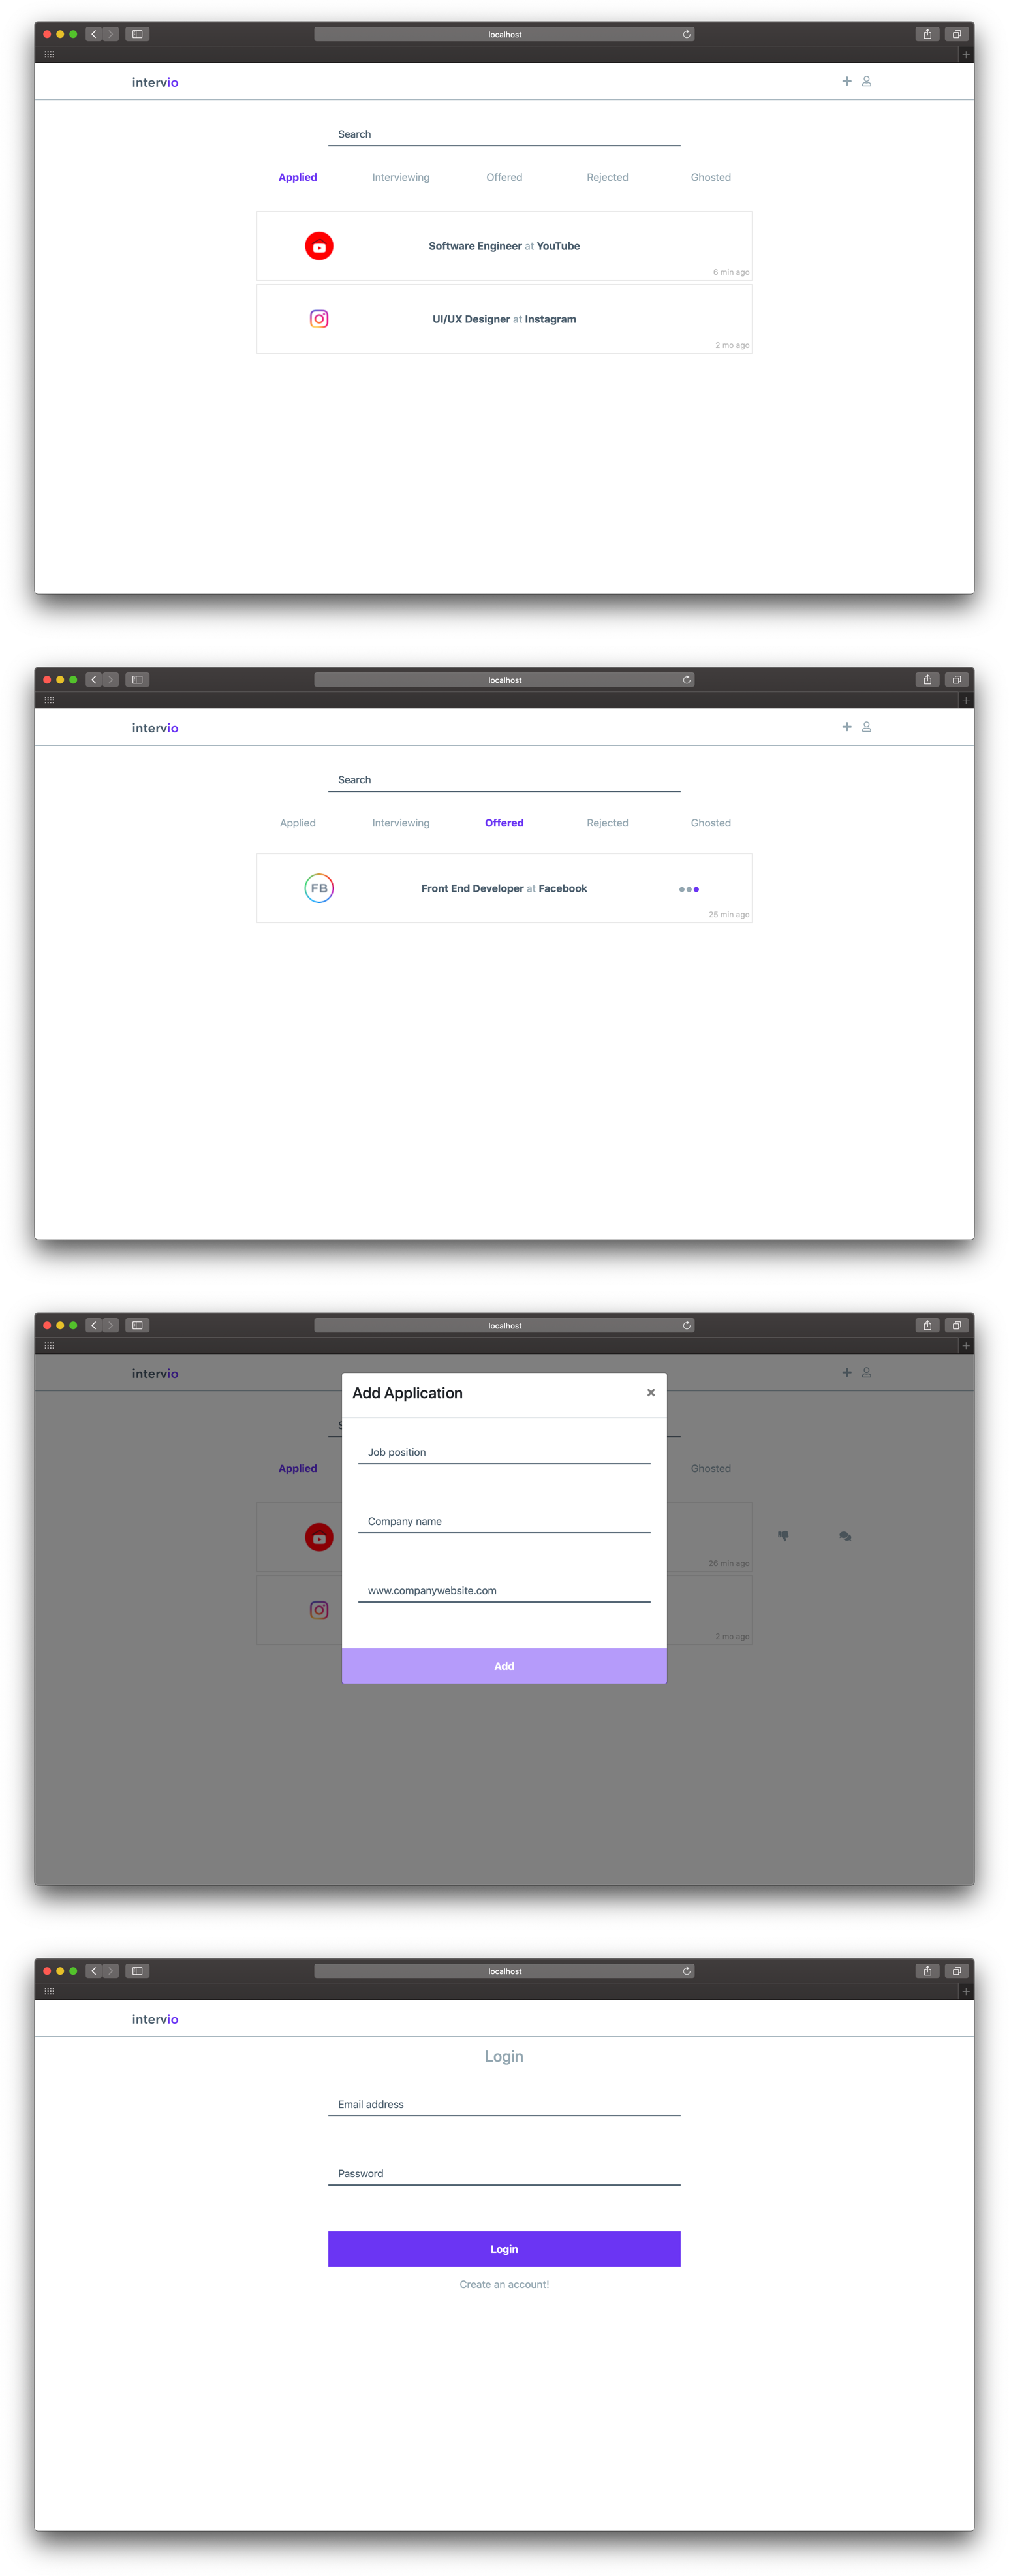 localhost
intervio
Search
Applied Interviewing Offered Rejected Ghosted
Software Engineer at YouTube
6 min ago
UI/UX Designer at Instagram
2 mo ago
localhost
intervio
Search
Applied Interviewing Offered Rejected Ghosted
FB Front End Developer at Facebook
25 min ago
localhost
intervio
Add Application
S
Job position
Applied Ghosted
Company name
26 min ago
www.companywebsite.com
2 mo ago
Add
localhost
intervio
Login
Email address
Password
Login
Create an account!